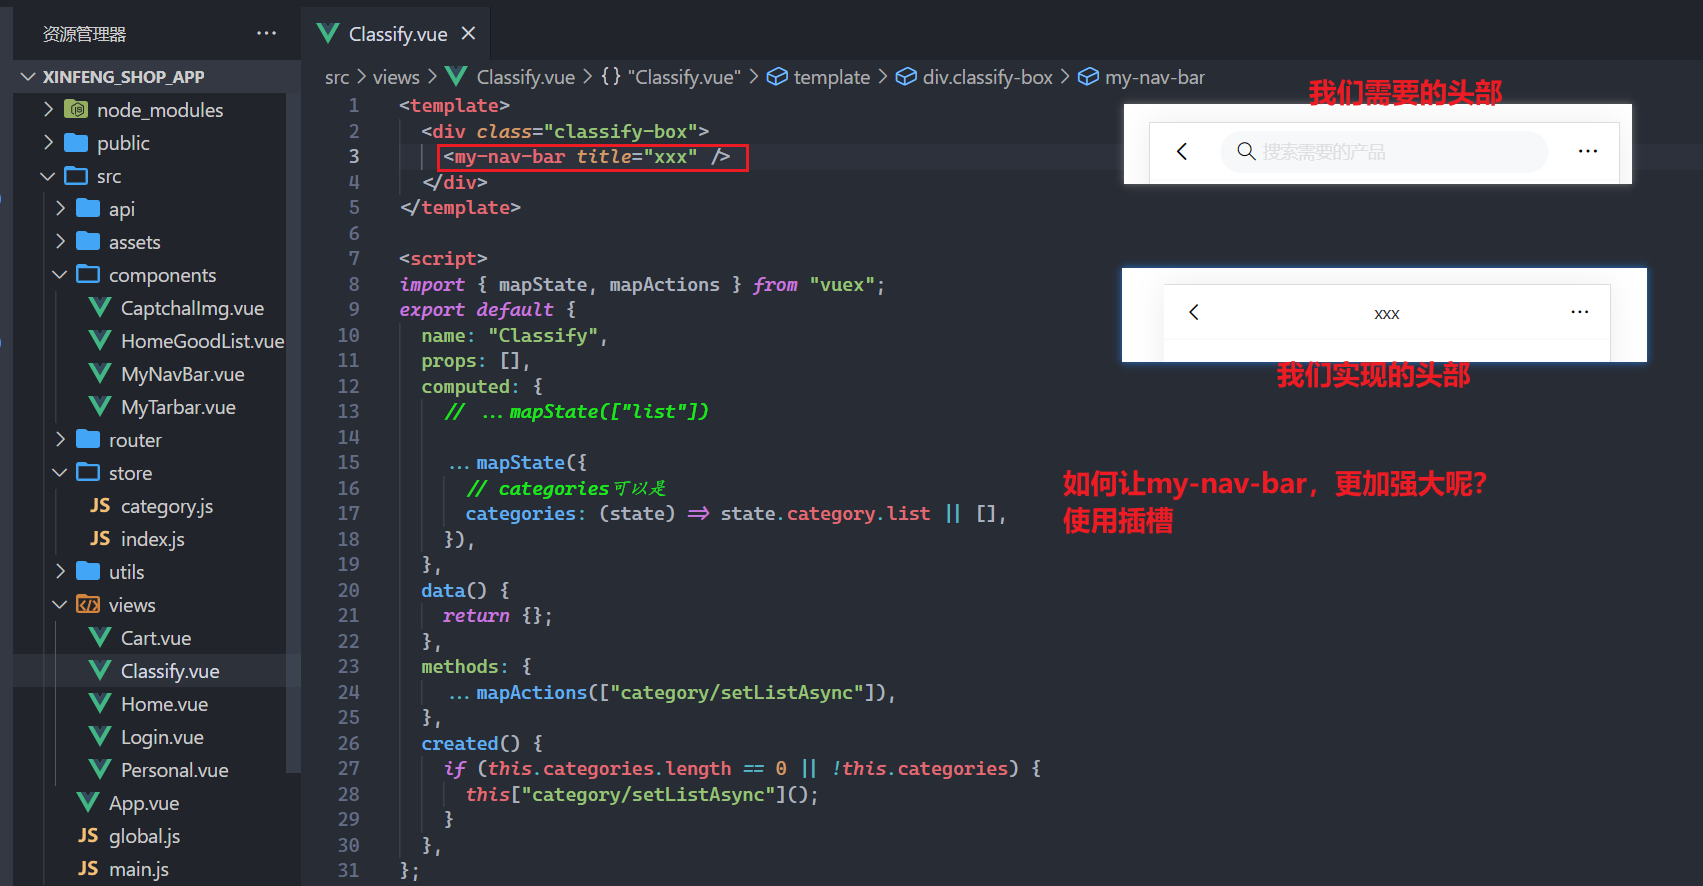 资源管理器
Classify.vue
XINFENG_SHOP_APP
node_modules
public
src
api
assets
components
CaptchalImg.vue
HomeGoodList.vue
MyNavBar.vue
MyTarbar.vue
router
store
JS category.js
JS index.js
utils
views
Cart.vue
Classify.vue
Home.vue
Login.vue
Personal.vue
App.vue
JS global.js
JS main.js
src > views > Classify.vue > {} "Classify.vue" > template > div.classify-box > my-nav-bar
1 <template>
2 <div class="classify-box">
3 <my-nav-bar title="xxx" />
4 </div>
5 </template>
6
7 <script>
8 import { mapState, mapActions } from "vuex";
9 export default {
10 name: "Classify",
11 props: [],
12 computed: {
13 // ...mapState(["list"])
14
15 ...mapState({
16 // categories可以是
17 categories: (state) => state.category.list || [],
18 }),
19 },
20 data() {
21 return {};
22 },
23 methods: {
24 ...mapActions(["category/setListAsync"]),
25 },
26 created() {
27 if (this.categories.length == 0 || !this.categories) {
28 this["category/setListAsync"]();
29 }
30 },
31 };
我们需要的头部
搜索需要的产品
xxx
我们实现的头部
如何让my-nav-bar，更加强大呢？
使用插槽